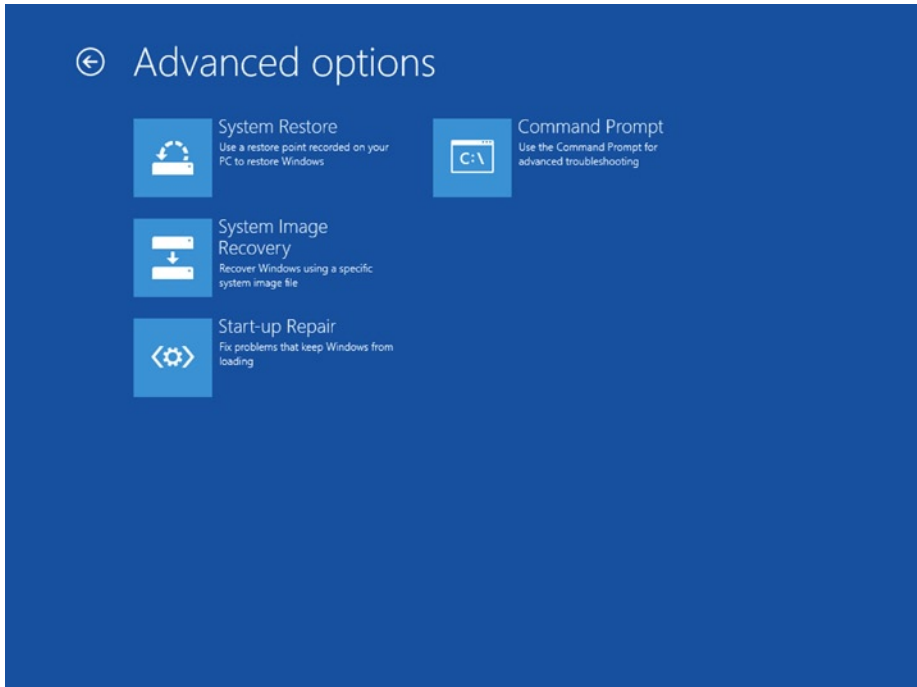 Advanced options
System Restore
Use a restore point recorded on your
PC to restore Windows
Command Prompt
Use the Command Prompt for
advanced troubleshooting
C:\
System Image
Recovery
Recover Windows using a specific
system image file
Start-up Repair
Fix problems that keep Windows from
loading